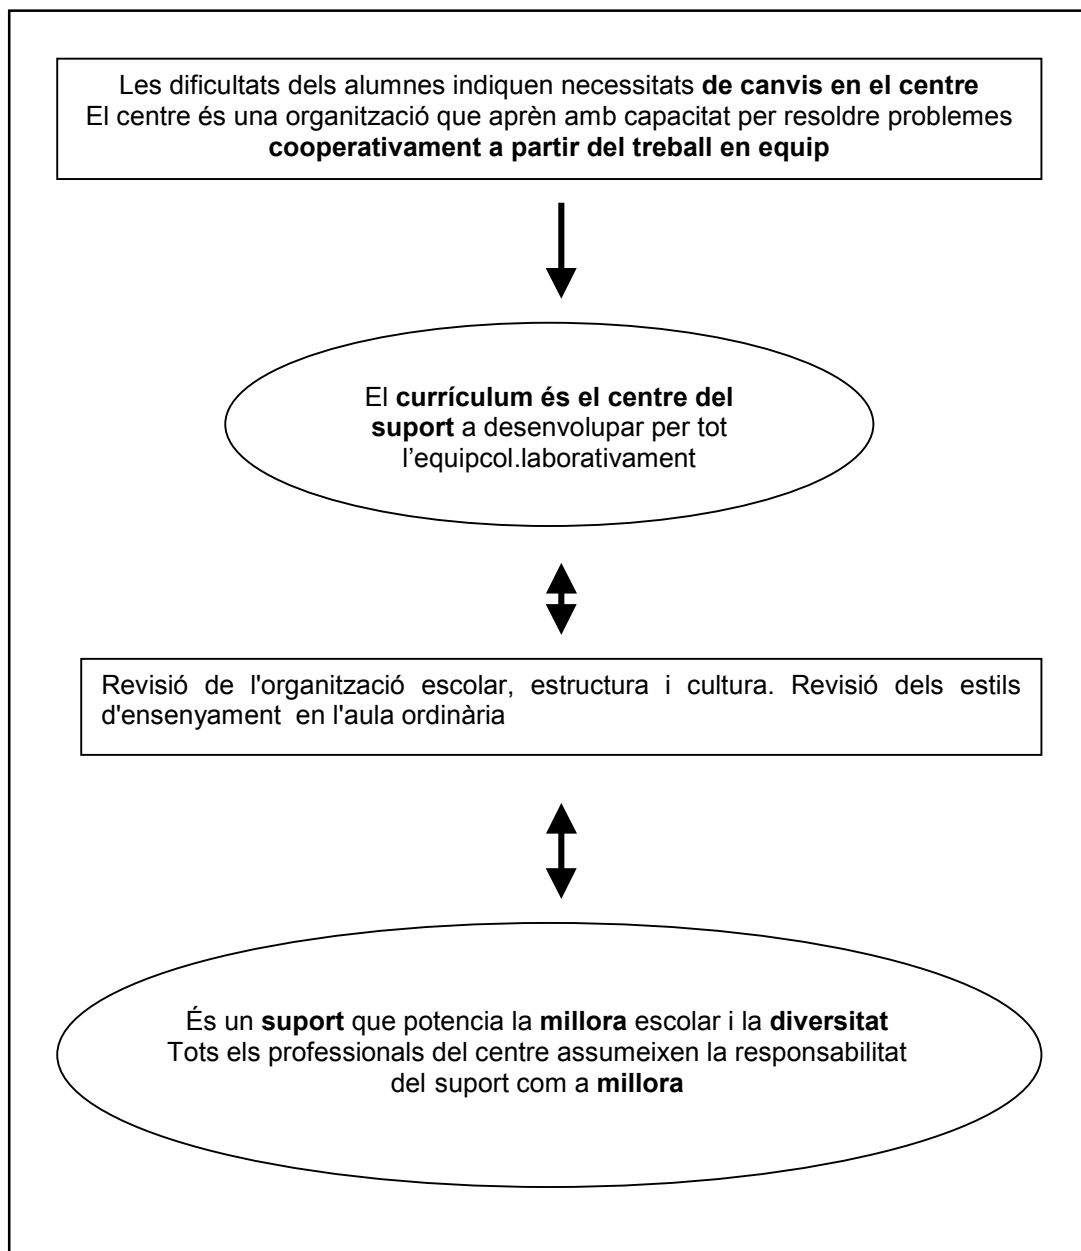 Les dificultats dels alumnes indiquen necessitats de canvis en el centre
El centre és una organització que aprèn amb capacitat per resoldre problemes
cooperativament a partir del treball en equip
El currículum és el centre del
suport a desenvolupar per tot
l’equipcol.laborativament
Revisió de l'organització escolar, estructura i cultura. Revisió dels estils
d'ensenyament en l'aula ordinària
És un suport que potencia la millora escolar i la diversitat
Tots els professionals del centre assumeixen la responsabilitat
del suport com a millora